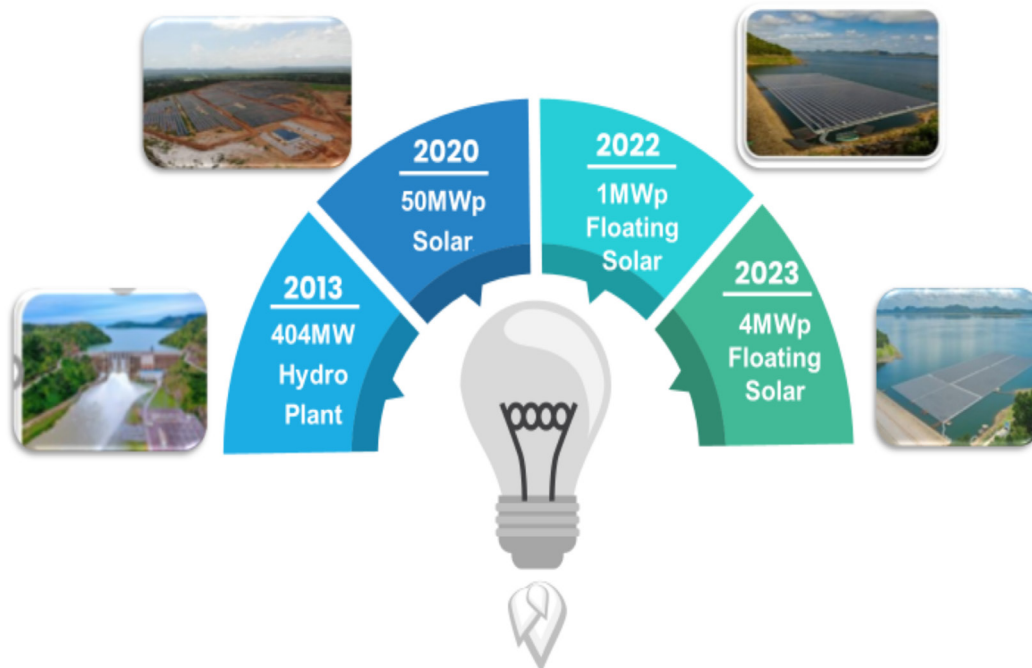 2013
404MW
Hydro
Plant
2020
50MWp
Solar
2022
1MWp
Floating
Solar
2023
4MWp
Floating
Solar